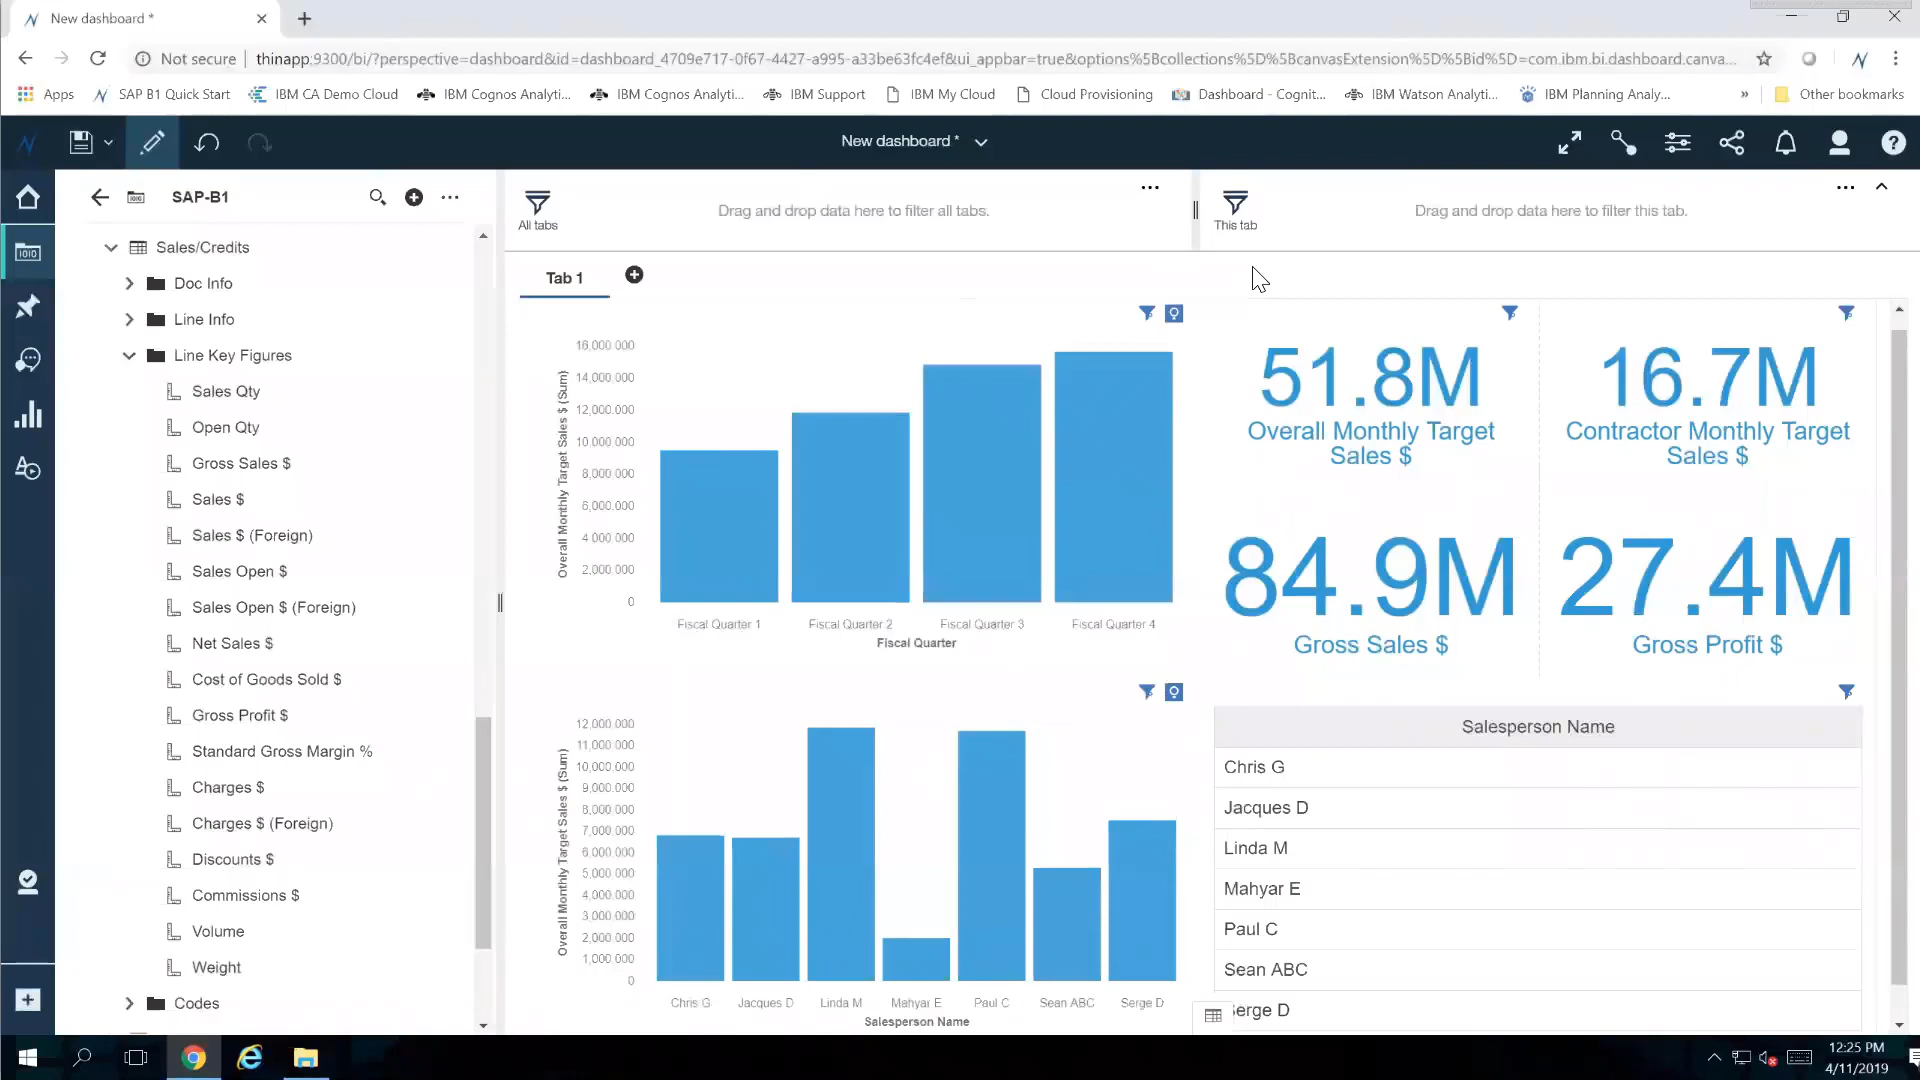 New dashboard *
Not secure
thinapp:9300/bi/?perspective=dashboard&id=dashboard_4709e717-0f67-4427-a995-a33be63fc4ef&ui_appbar=true&options%5Bcollections%5D%5BcanvasExtension%5D%5Bid%5D=com.ibm.bi.dashboard.canva...
Apps
SAP B1 Quick Start
IBM CA Demo Cloud
IBM Cognos Analyti...
IBM Cognos Analyti...
IBM Support
IBM My Cloud
Cloud Provisioning
Dashboard - Cognit...
IBM Watson Analyti...
IBM Planning Analy...
»
Other bookmarks
New dashboard *
SAP-B1
Sales/Credits
Doc Info
Line Info
Line Key Figures
Sales Qty
Open Qty
Gross Sales $
Sales $
Sales $ (Foreign)
Sales Open $
Sales Open $ (Foreign)
Net Sales $
Cost of Goods Sold $
Gross Profit $
Standard Gross Margin %
Charges $
Charges $ (Foreign)
Discounts $
Commissions $
Volume
Weight
Codes
All tabs
Drag and drop data here to filter all tabs.
This tab
Drag and drop data here to filter this tab.
Tab 1
Overall Monthly Target Sales $ (Sum)
16,000,000
14,000,000
12,000,000
10,000,000
8,000,000
6,000,000
4,000,000
2,000,000
0
Fiscal Quarter 1
Fiscal Quarter 2
Fiscal Quarter 3
Fiscal Quarter 4
Fiscal Quarter
51.8M
Overall Monthly Target
Sales $
16.7M
Contractor Monthly Target
Sales $
84.9M
Gross Sales $
27.4M
Gross Profit $
Overall Monthly Target Sales $ (Sum)
12,000,000
11,000,000
10,000,000
9,000,000
8,000,000
7,000,000
6,000,000
5,000,000
4,000,000
3,000,000
2,000,000
1,000,000
0
Chris G
Jacques D
Linda M
Mahyar E
Paul C
Sean ABC
Serge D
Salesperson Name
Salesperson Name
Chris G
Jacques D
Linda M
Mahyar E
Paul C
Sean ABC
Serge D
12:25 PM
4/11/2019